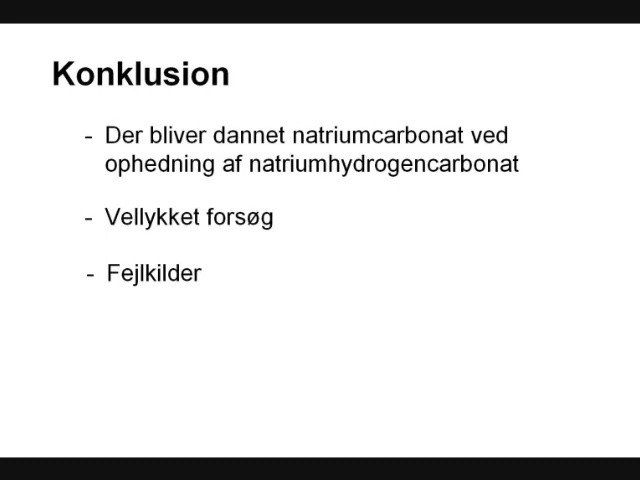 Konklusion
- Der bliver dannet natriumcarbonat ved
ophedning af natriumhydrogencarbonat
- Vellykket forsøg
- Fejlkilder